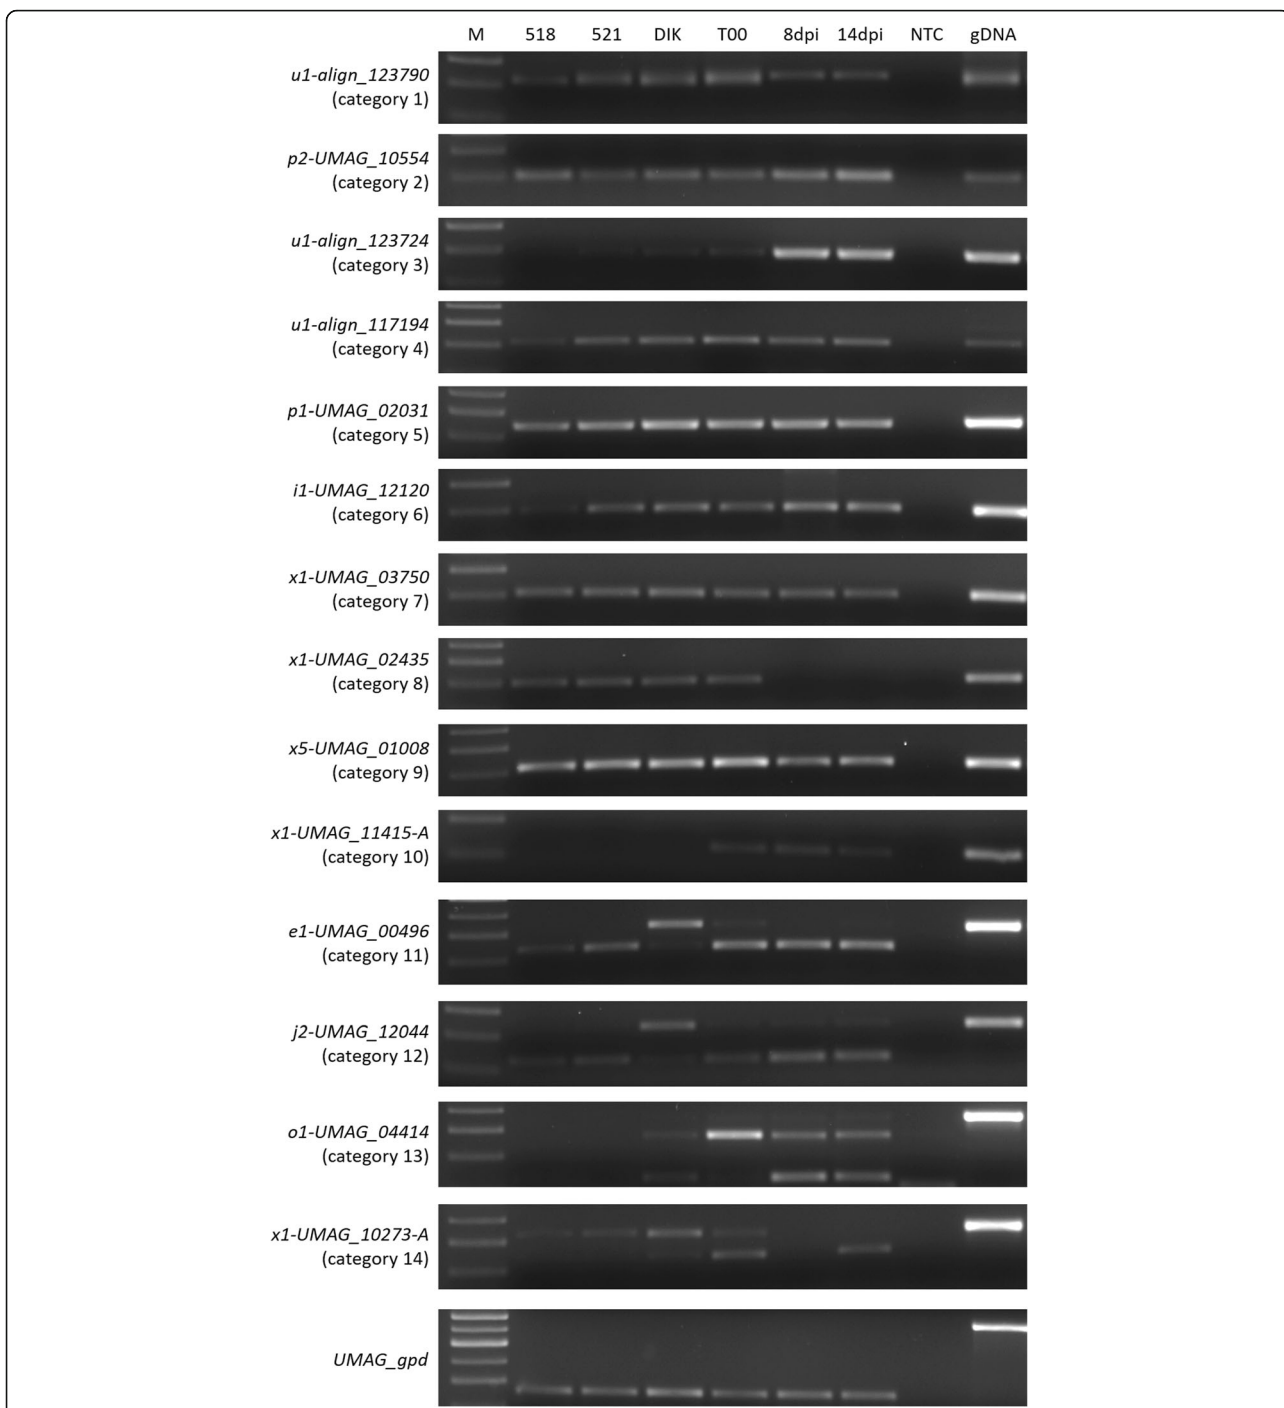 M 518 521 DIK T00 8dpi 14dpi NTC gDNA
u1-align_123790
(category 1)
p2-UMAG_10554
(category 2)
u1-align_123724
(category 3)
u1-align_117194
(category 4)
p1-UMAG_02031
(category 5)
i1-UMAG_12120
(category 6)
x1-UMAG_03750
(category 7)
x1-UMAG_02435
(category 8)
x5-UMAG_01008
(category 9)
x1-UMAG_11415-A
(category 10)
e1-UMAG_00496
(category 11)
j2-UMAG_12044
(category 12)
o1-UMAG_04414
(category 13)
x1-UMAG_10273-A
(category 14)
UMAG_gpd